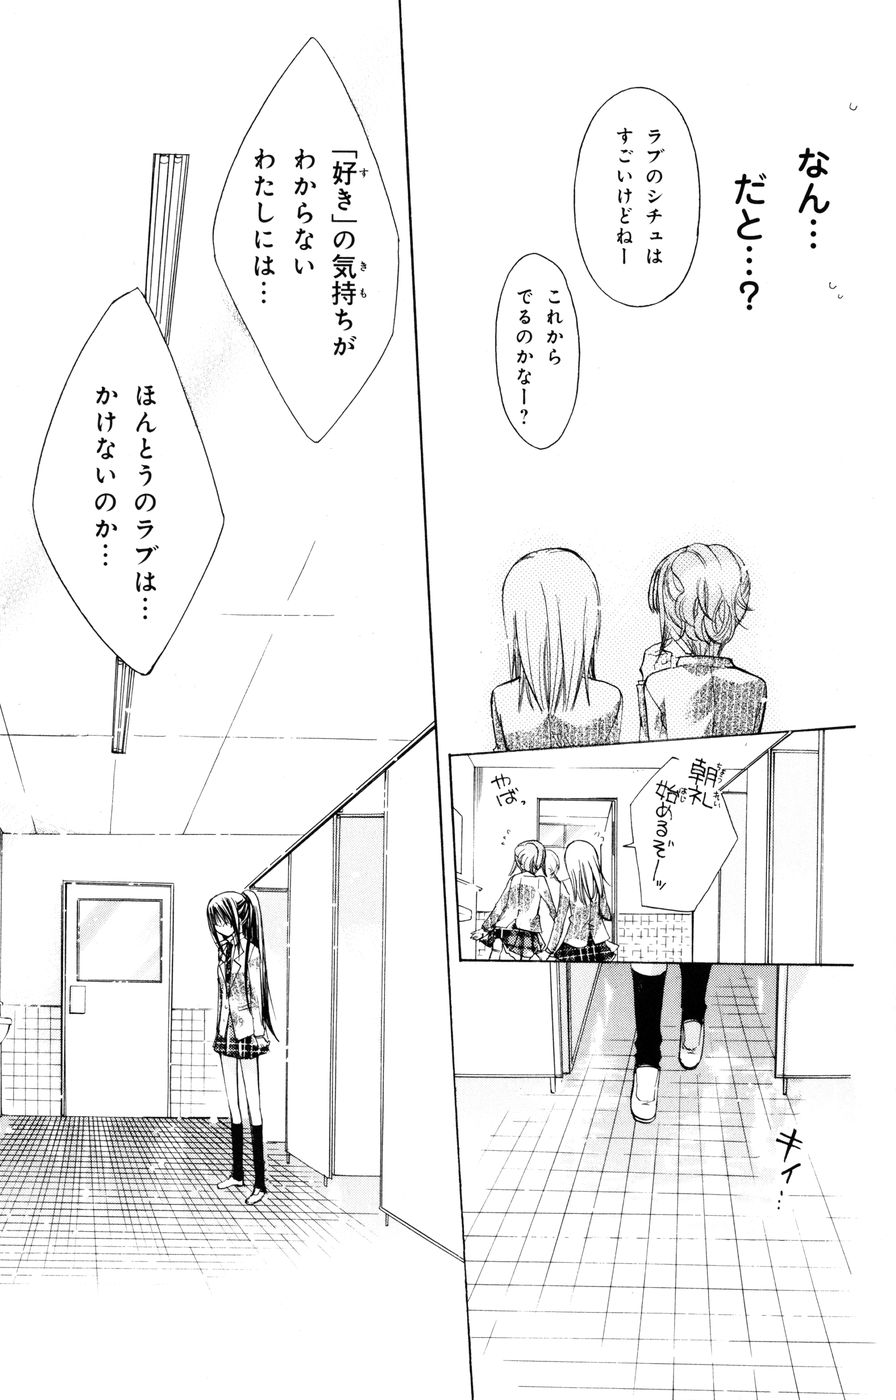 なん…
だと…?
ラブのシチュは
すごいけどねー
これから
でるのかなー?
朝礼
始めるぞーッ
やばっ
キィ…
「好き」の気持ちが
わからない
わたしには…
ほんとうのラブは…
かけないのか…